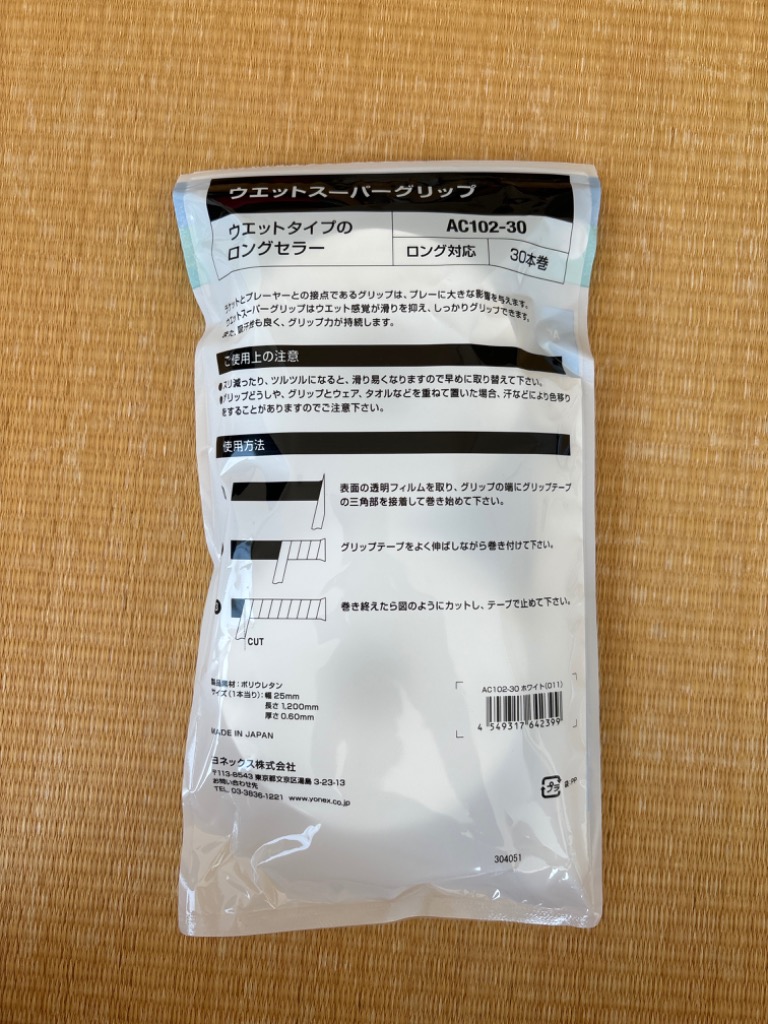 ウエットスーパーグリップ
ウエットタイプの
ロングセラー
AC102-30
ロング対応
30本巻
ラケットとプレーヤーとの接点であるグリップは、プレーに大きな影響を与えます。
ウエットスーパーグリップはウエット感覚が滑りを抑え、しっかりグリップできます。
また、吸汗性も良く、グリップ力が持続します。
ご使用上の注意
●スリ減ったり、ツルツルになると、滑り易くなりますので早めに取り替えて下さい。
●グリップどうしや、グリップとウェア、タオルなどを重ねて置いた場合、汗などにより色移り
をすることがありますのでご注意下さい。
使用方法
表面の透明フィルムを取り、グリップの端にグリップテープ
の三角部を接着して巻き始めて下さい。
グリップテープをよく伸ばしながら巻き付けて下さい。
3
巻き終えたら図のようにカットし、テープで止めて下さい。
CUT
製品素材：ポリウレタン
サイズ(1本当り)：幅 25mm
長さ 1,200mm
厚さ 0.60mm
MADE IN JAPAN
AC102-30 ホワイト(011)
4 549317 642399
ヨネックス株式会社
〒113-8543 東京都文京区湯島 3-23-13
お問い合わせ先
TEL. 03-3836-1221 www.yonex.co.jp
プラ
袋:PP
304051